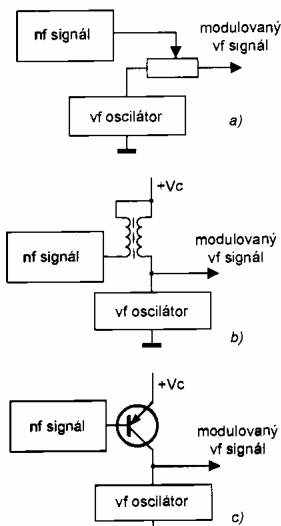 nf signál
modulovaný
vf signál
vf oscilátor
a)
+Vc
nf signál
modulovaný
vf signál
vf oscilátor
b)
+Vc
nf signál
modulovaný
vf signál
vf oscilátor
c)